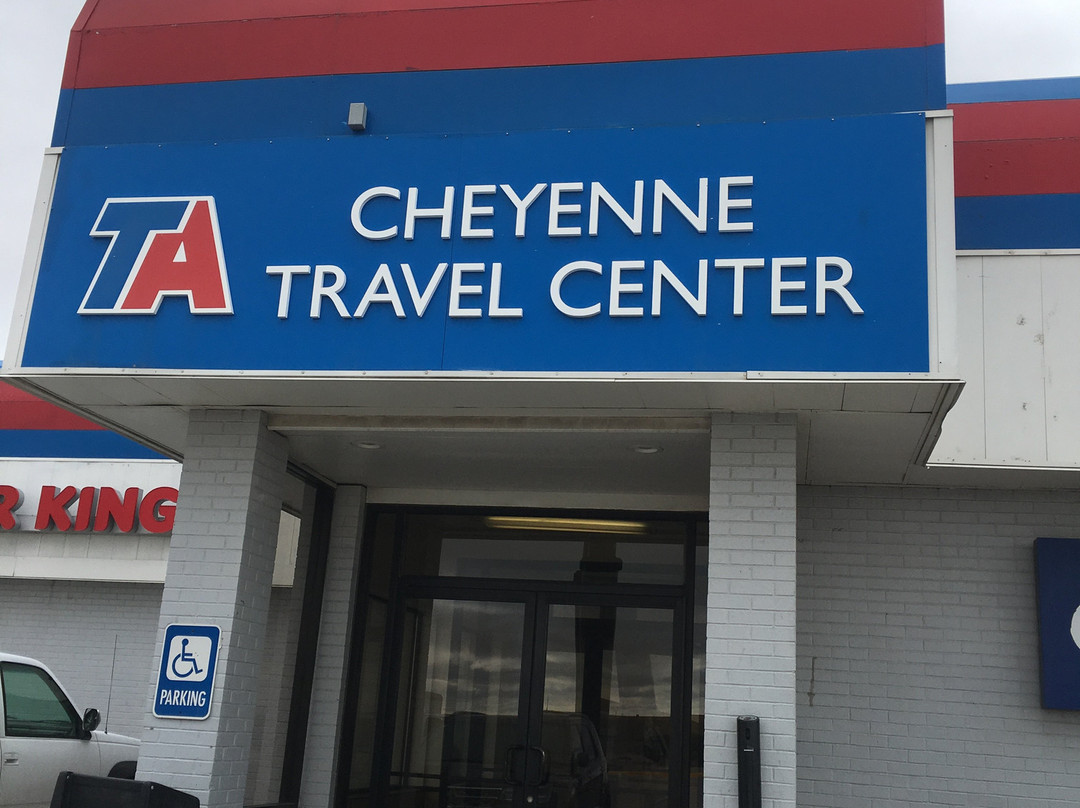 TA
CHEYENNE
TRAVEL CENTER
R KING
PARKING